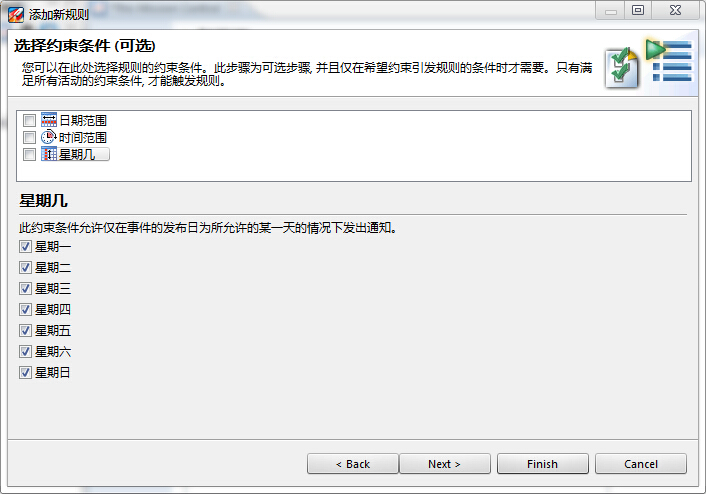 添加新规则
选择约束条件 (可选)
您可以在此处选择规则的约束条件。此步骤为可选步骤, 并且仅在希望约束引发规则的条件时才需要。只有满
足所有活动的约束条件, 才能触发规则。
日期范围
时间范围
星期几
星期几
此约束条件允许仅在事件的发布日为所允许的某一天的情况下发出通知。
星期一
星期二
星期三
星期四
星期五
星期六
星期日
< Back
Next >
Finish
Cancel